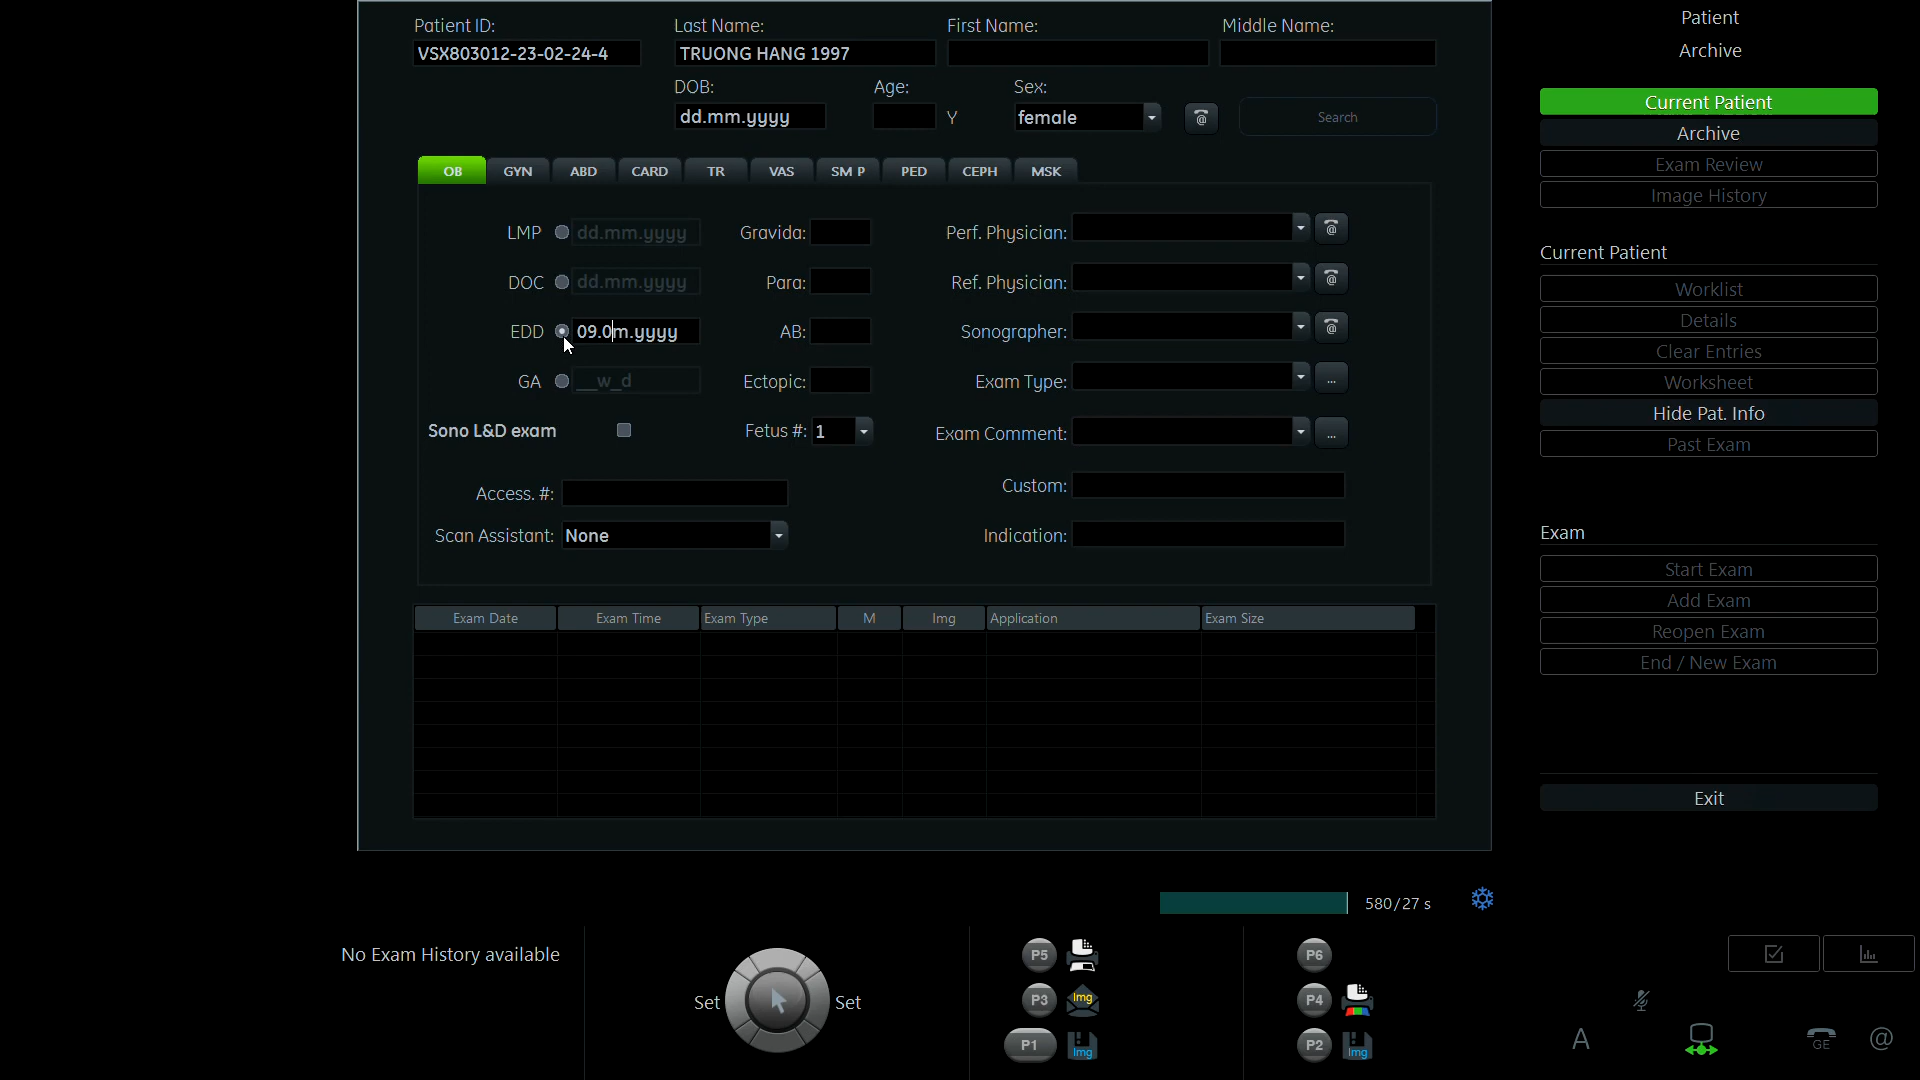 Patient ID: Last Name: First Name: Middle Name:
VSX803012-23-02-24-4 TRUONG HANG 1997
DOB: Age: Sex:
dd.mm.yyyy Y female @ Search
OB GYN ABD CARD TR VAS SM P PED CEPH MSK
LMP dd.mm.yyyy Gravida: Perf. Physician: @
DOC dd.mm.yyyy Para: Ref. Physician: @
EDD 09.0m.yyyy AB: Sonographer: @
GA __w_d Ectopic: Exam Type: ...
Sono L&D exam Fetus #: 1 Exam Comment: ...
Access. #: Custom:
Scan Assistant: None Indication:
Exam Date Exam Time Exam Type M Img Application Exam Size
Patient
Archive
Current Patient
Archive
Exam Review
Image History
Current Patient
Worklist
Details
Clear Entries
Worksheet
Hide Pat. Info
Past Exam
Exam
Start Exam
Add Exam
Reopen Exam
End / New Exam
Exit
580/27 s
No Exam History available
Set Set
P5
P3 Img
P1 Img
P6
P4
P2 Img
A GE @